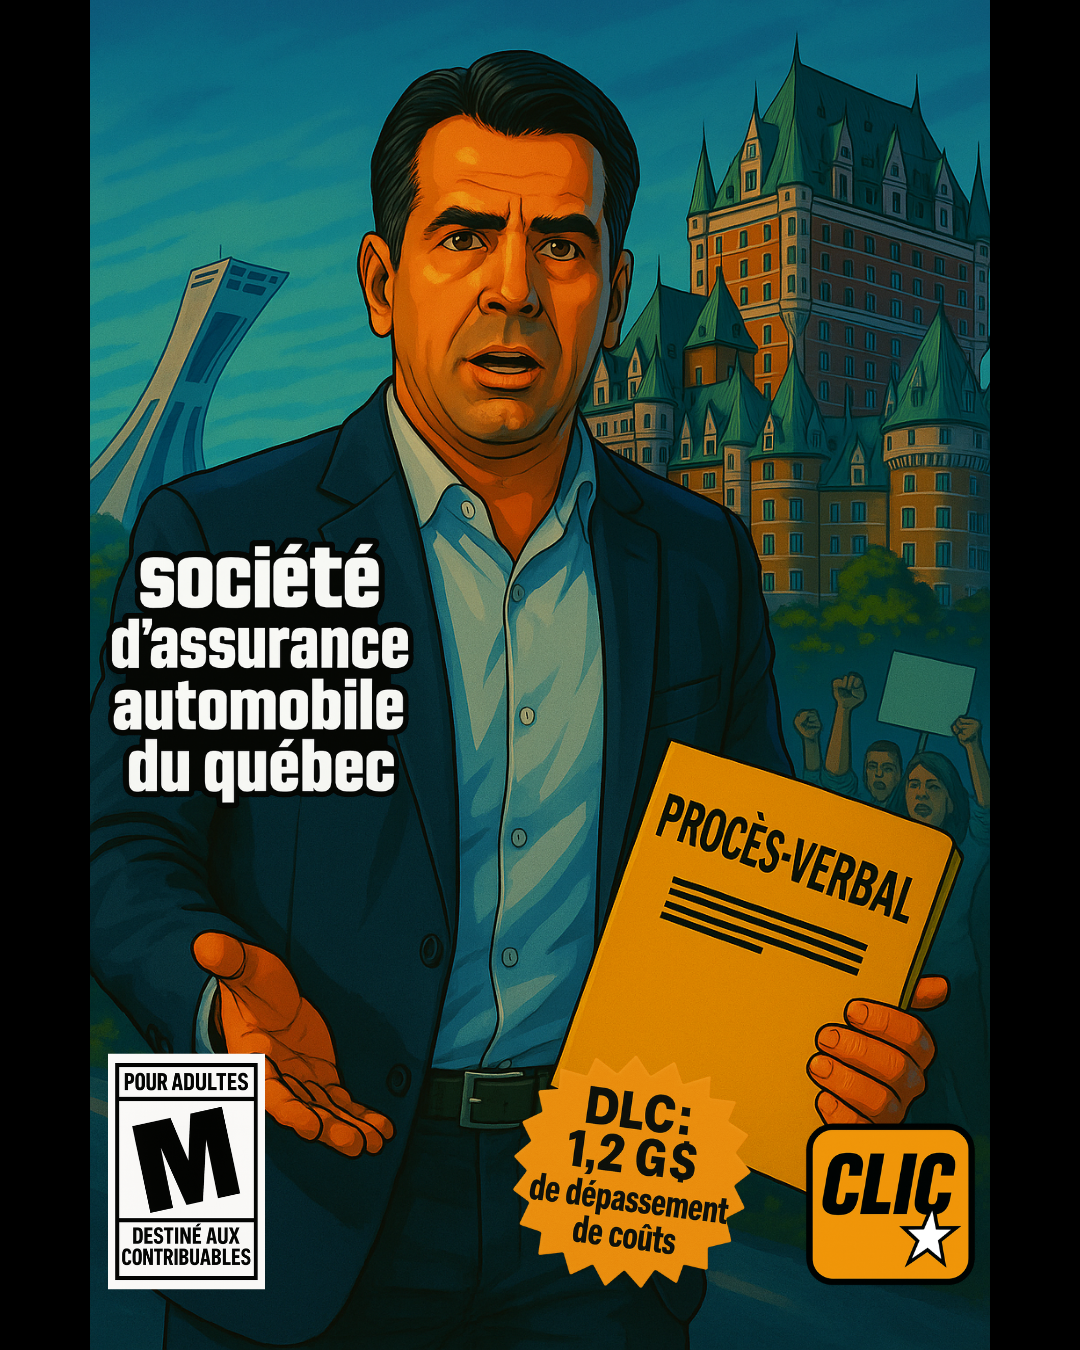 société
d'assurance
automobile
du québec
PROCÈS-VERBAL
POUR ADULTES
M
DESTINÉ AUX
CONTRIBUABLES
DLC:
1,2 G$
de dépassement
de coûts
CLIC